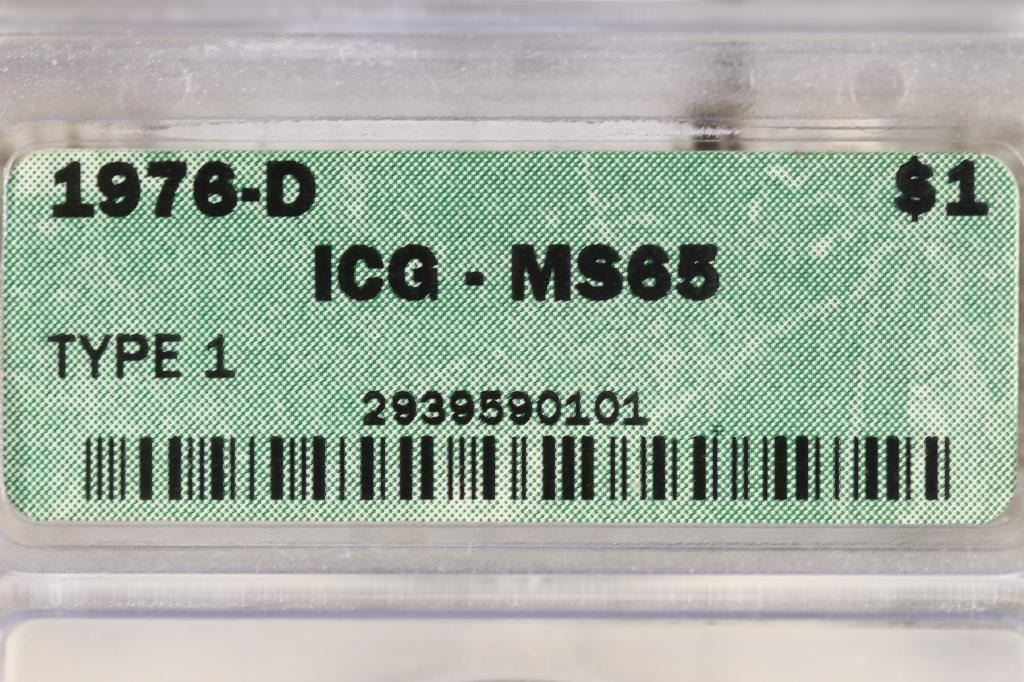 1976-D $1
ICG - MS65
TYPE 1
2939590101